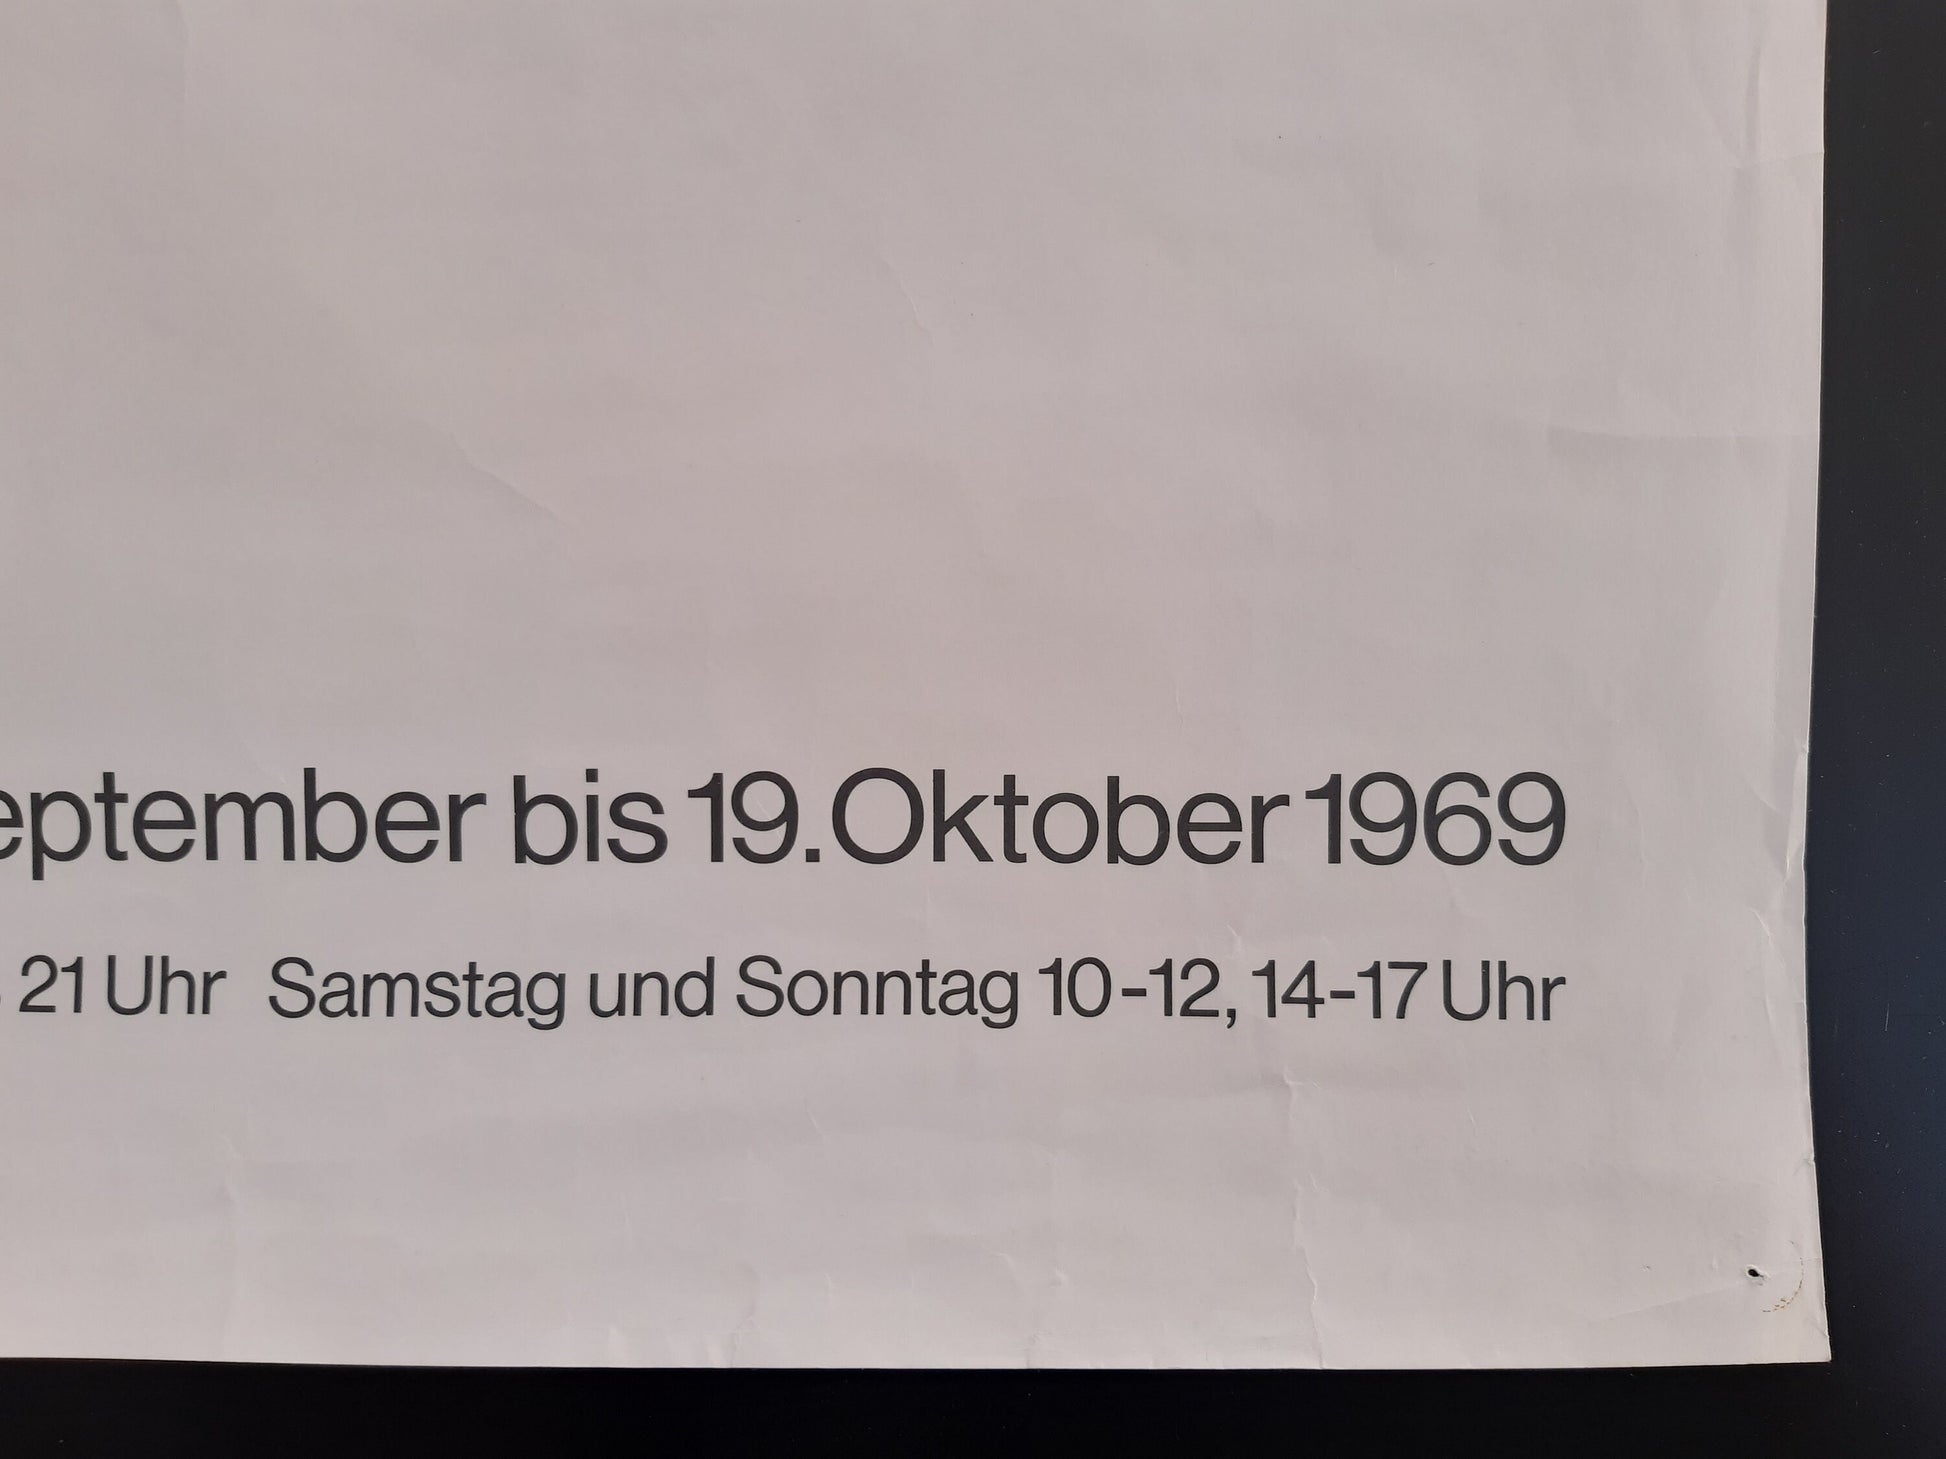 eptember bis 19. Oktober 1969
21 Uhr Samstag und Sonntag 10-12, 14-17 Uhr